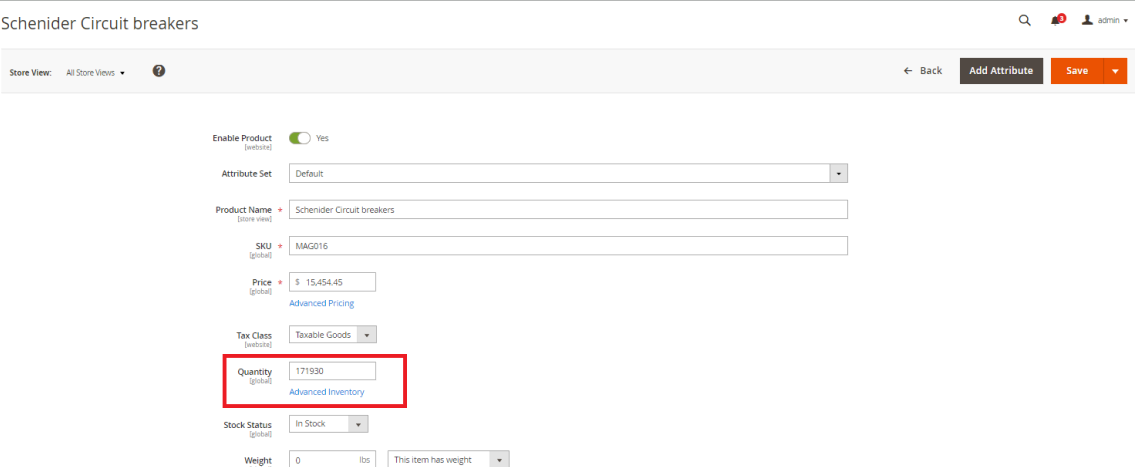 Schenider Circuit breakers
3
admin
Store View: All Store Views ?
Back Add Attribute Save
Enable Product Yes
[website]
Attribute Set Default
Product Name * Schenider Circuit breakers
[store view]
SKU * MAG016
[global]
Price * $ 15,454.45
[global]
Advanced Pricing
Tax Class Taxable Goods
[website]
Quantity 171930
[global]
Advanced Inventory
Stock Status In Stock
[global]
Weight 0 lbs This item has weight